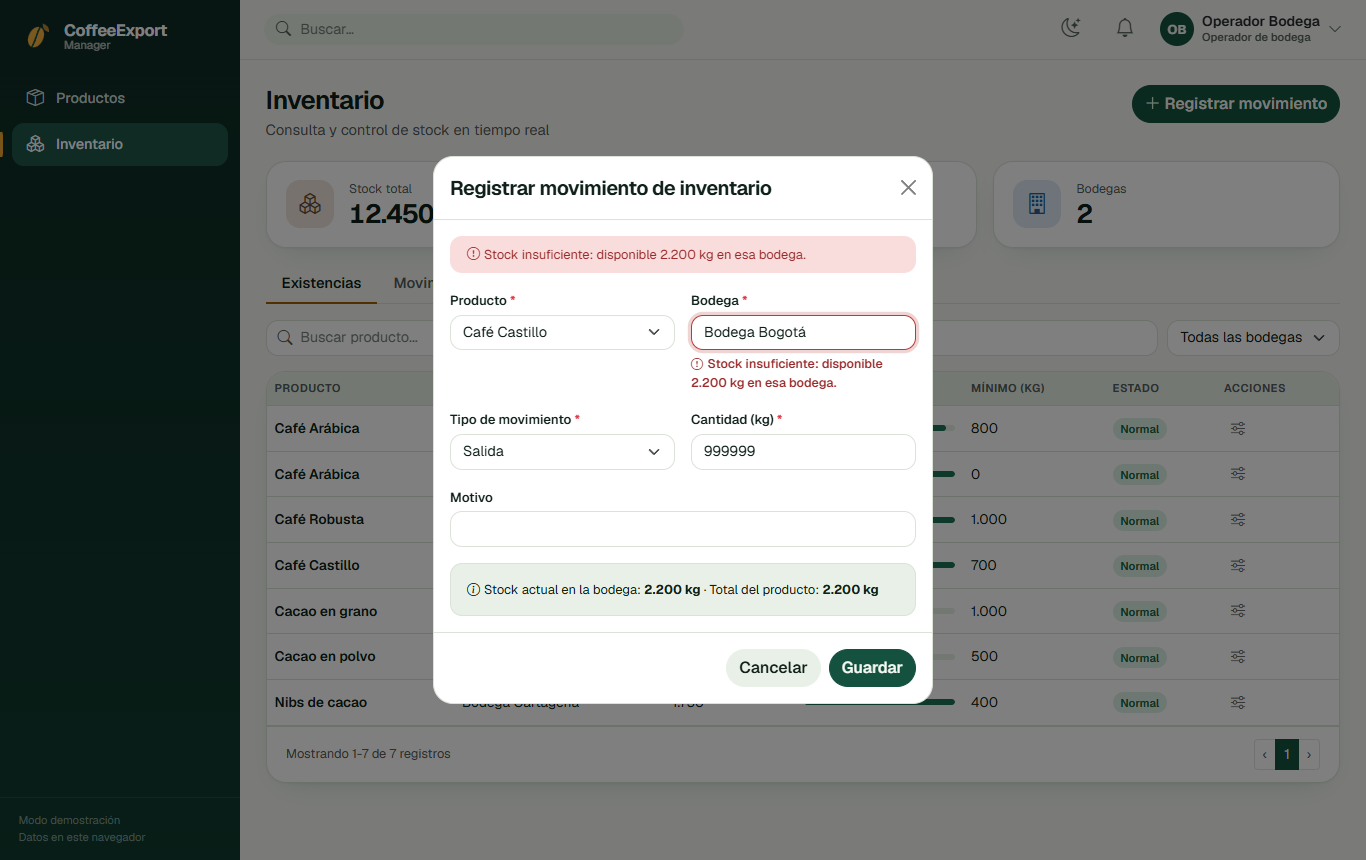 CoffeeExport
Manager
Productos
Inventario
Modo demostración
Datos en este navegador
Buscar...
OB
Operador Bodega
Operador de bodega
Inventario
Consulta y control de stock en tiempo real
+ Registrar movimiento
Stock total
12.450
Bodegas
2
Existencias
Movim
Buscar producto...
Todas las bodegas
PRODUCTO
MÍNIMO (KG)
ESTADO
ACCIONES
Café Arábica
800
Normal
Café Arábica
0
Normal
Café Robusta
1.000
Normal
Café Castillo
700
Normal
Cacao en grano
1.000
Normal
Cacao en polvo
500
Normal
Nibs de cacao
Bodega Cartagena
1.750
400
Normal
Mostrando 1-7 de 7 registros
‹ 1 ›
Registrar movimiento de inventario
Stock insuficiente: disponible 2.200 kg en esa bodega.
Producto *
Café Castillo
Bodega *
Bodega Bogotá
Stock insuficiente: disponible
2.200 kg en esa bodega.
Tipo de movimiento *
Salida
Cantidad (kg) *
999999
Motivo
Stock actual en la bodega: 2.200 kg · Total del producto: 2.200 kg
Cancelar
Guardar